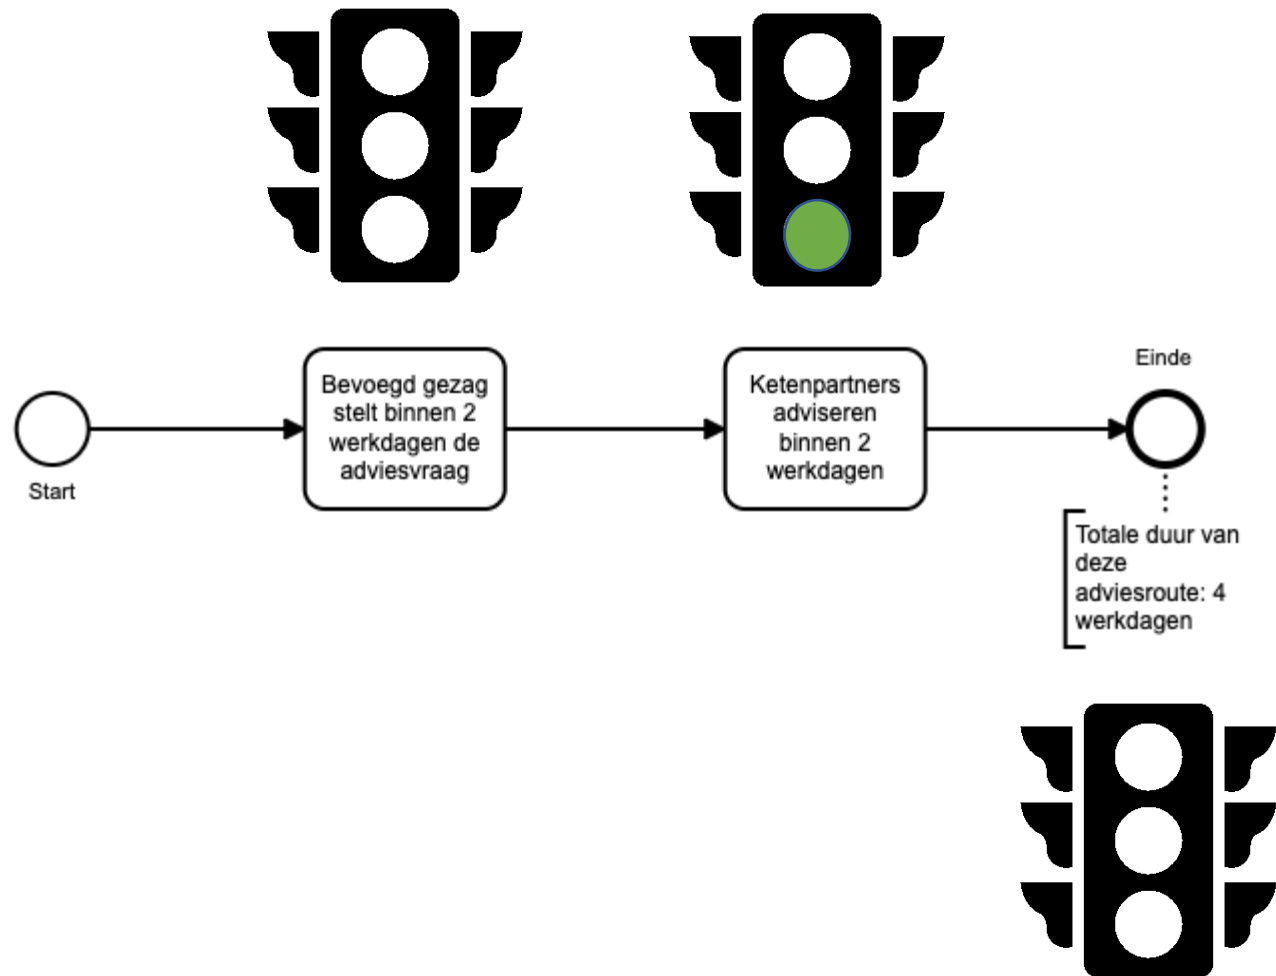 Start
Bevoegd gezag
stelt binnen 2
werkdagen de
adviesvraag
Ketenpartners
adviseren
binnen 2
werkdagen
Einde
Totale duur van
deze
adviesroute: 4
werkdagen